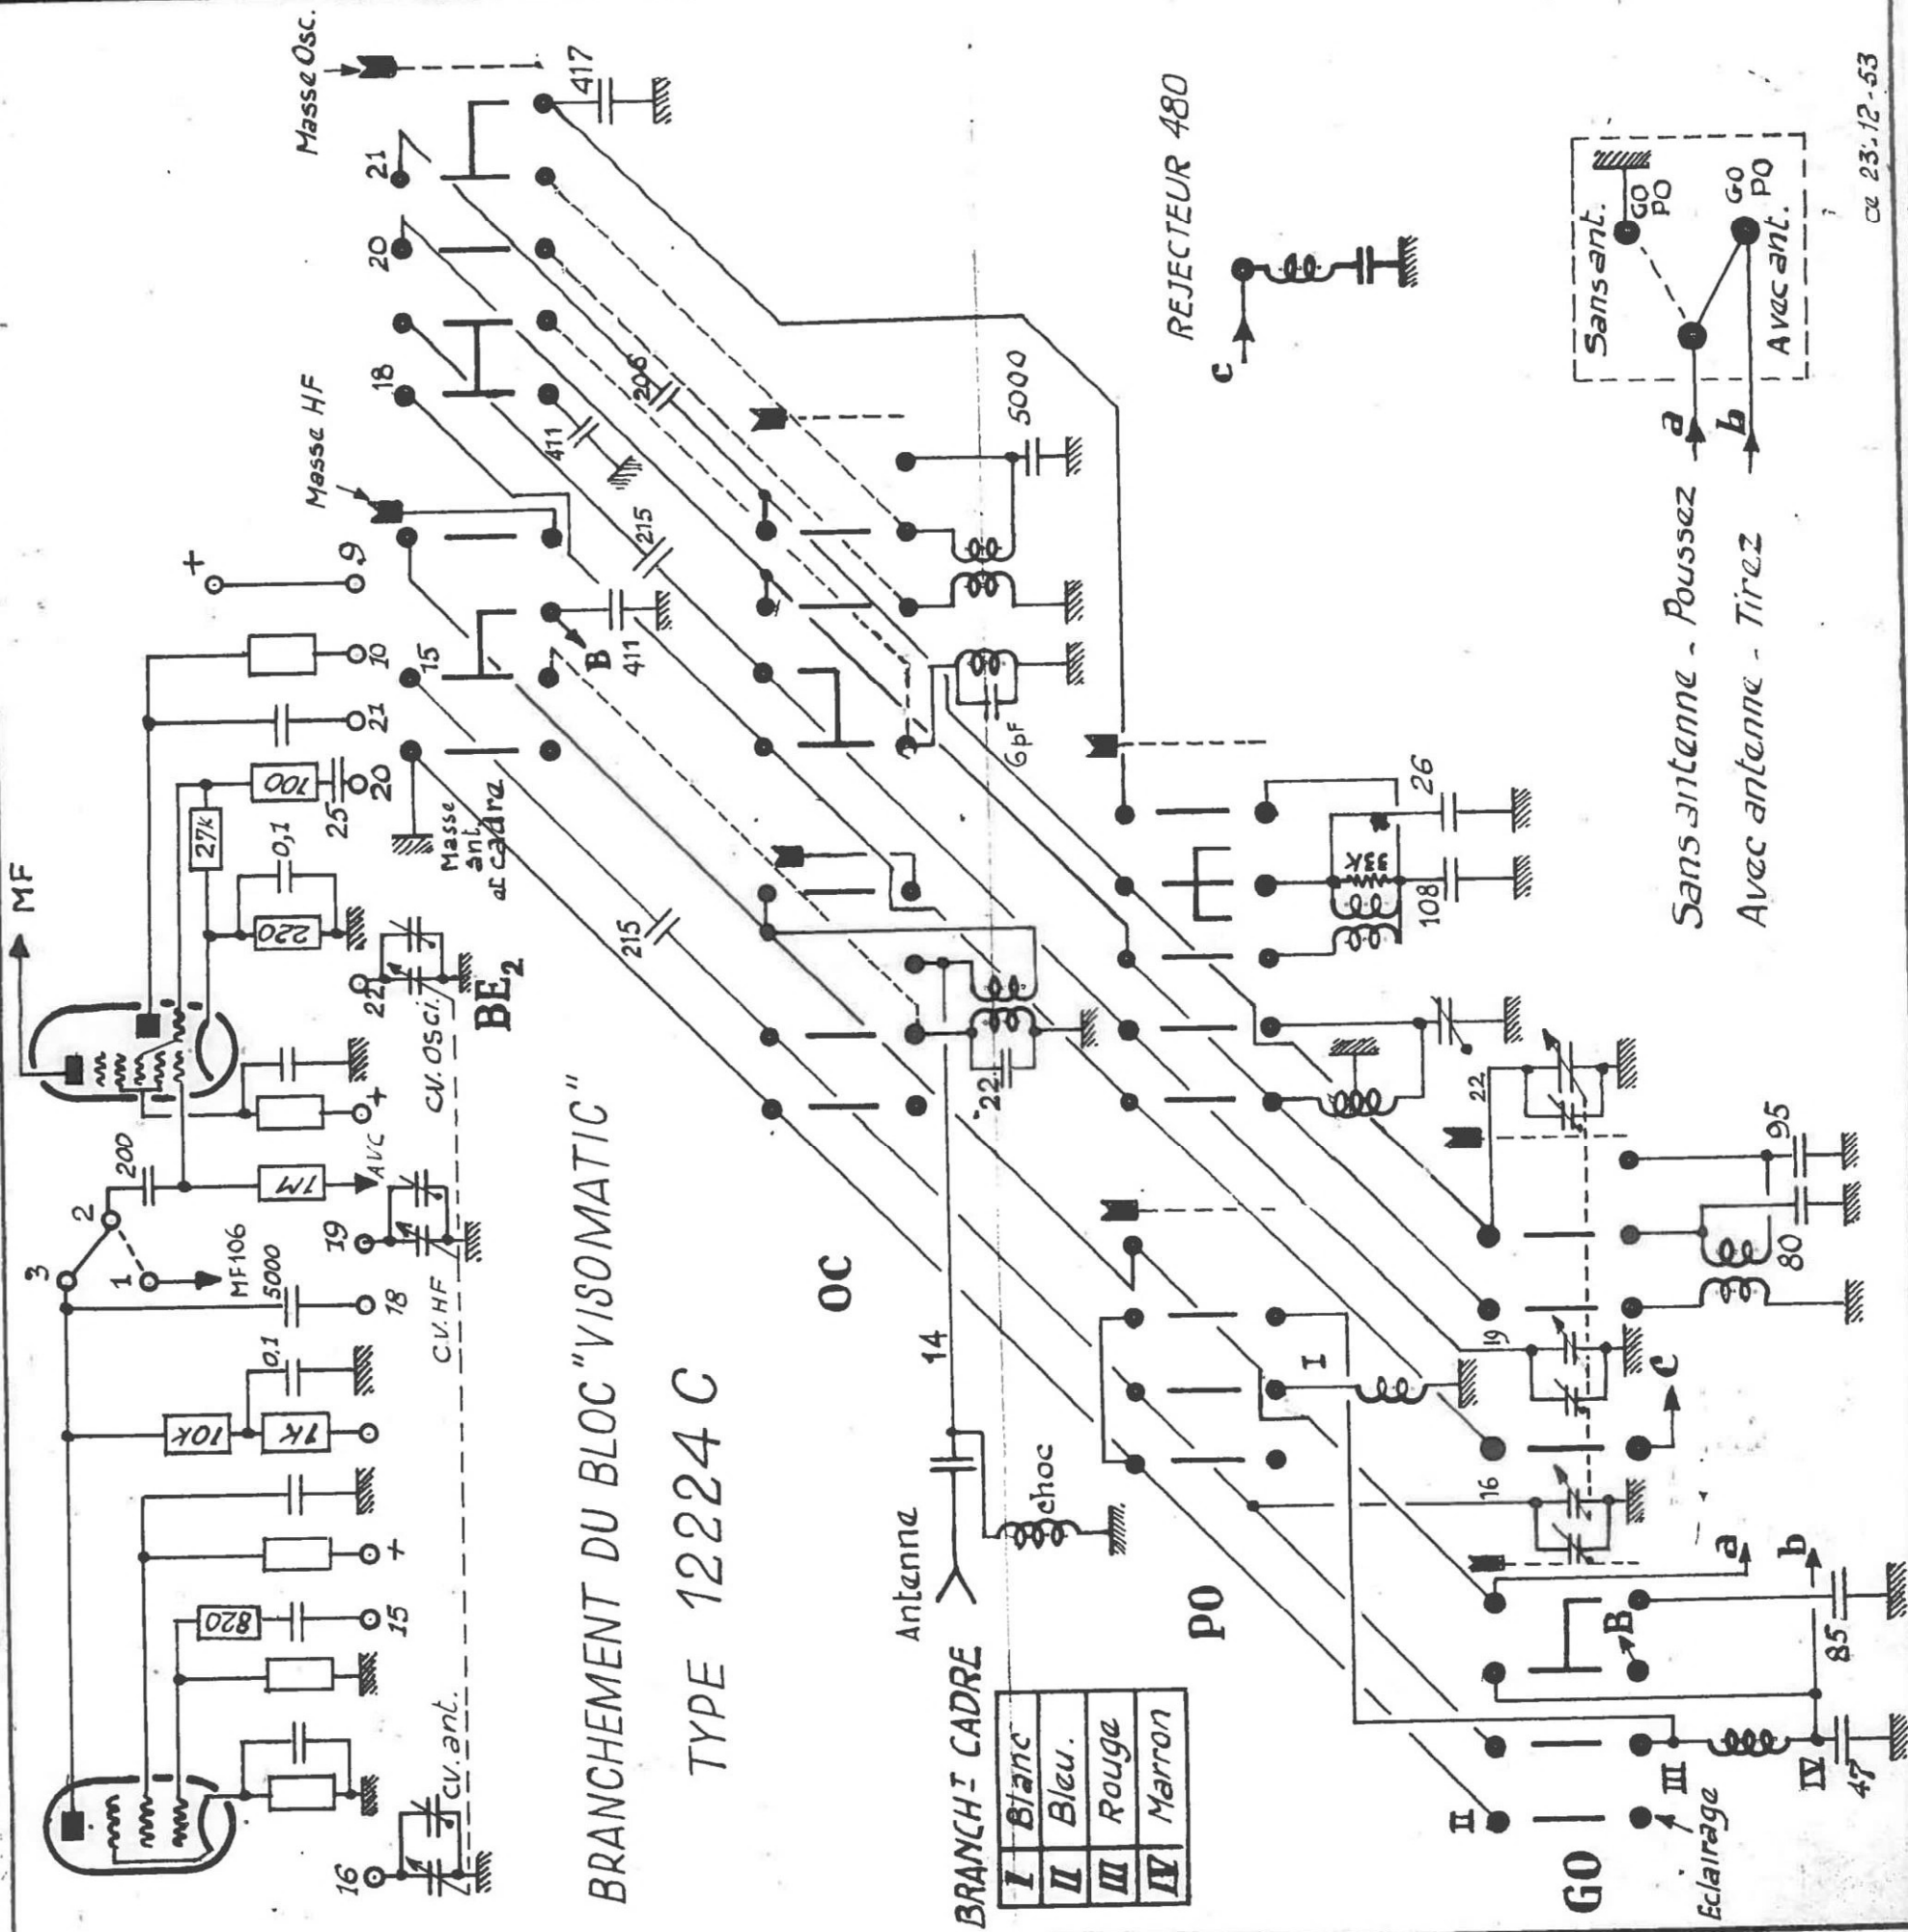 MF
3
2
200
1
MF106
5000
18
1M
AVC
19
C.V. HF
0,1
10K
1K
+
820
15
16
cv. ant.
27K
220
0,1
22
C.V. OSCI.
BE2
100
25
20
21
10
9
+
+
Masse HF
Masse Osc.
Masse
ant.
et cadre
15
18
20
21
B
411
411
417
215
215
206
BRANCHEMENT DU BLOC "VISOMATIC"
TYPE 12224 C
OC
22
6pF
5000
Antenne
14
choc
BRANCHT CADRE
I Blanc
II Bleu.
III Rouge
IV Marron
PO
I
33K
108
26
REJECTEUR 480
c
GO
II
Eclairage
III
IV
47
85
B
a
b
16
19
22
c
80
95
Sans antenne - Poussez
Avec antenne - Tirez
a
b
Sans ant.
GO
PO
GO
PO
Avec ant.
ce 23-12-53